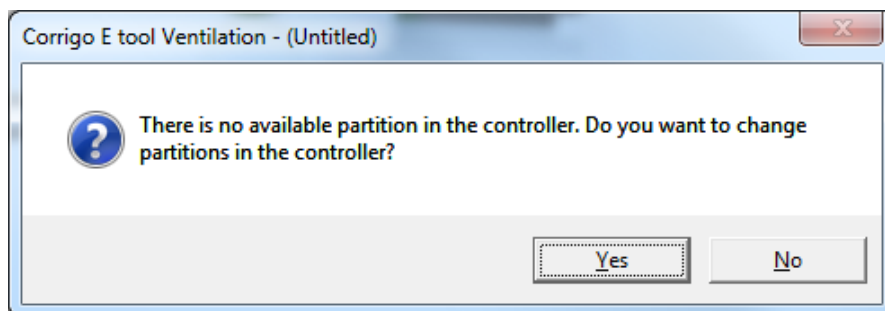 Corrigo E tool Ventilation - (Untitled)
There is no available partition in the controller. Do you want to change
partitions in the controller?
Yes
No